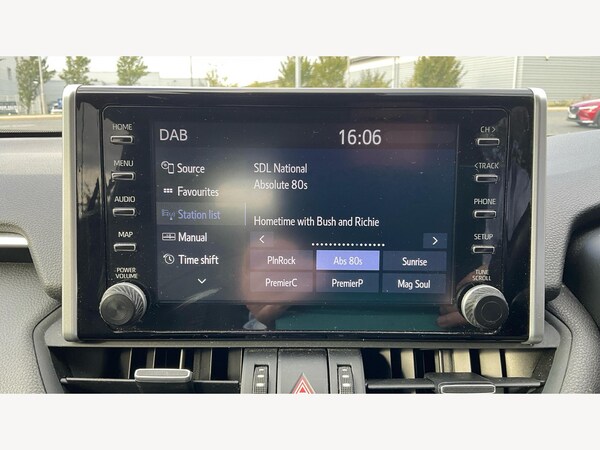 HOME
MENU
AUDIO
MAP
POWER
VOLUME
DAB
16:06
Source
Favourites
Station list
Manual
Time shift
SDL National
Absolute 80s
Hometime with Bush and Richie
PlnRock
Abs 80s
Sunrise
PremierC
PremierP
Mag Soul
CH >
< TRACK
PHONE
SETUP
TUNE
SCROLL